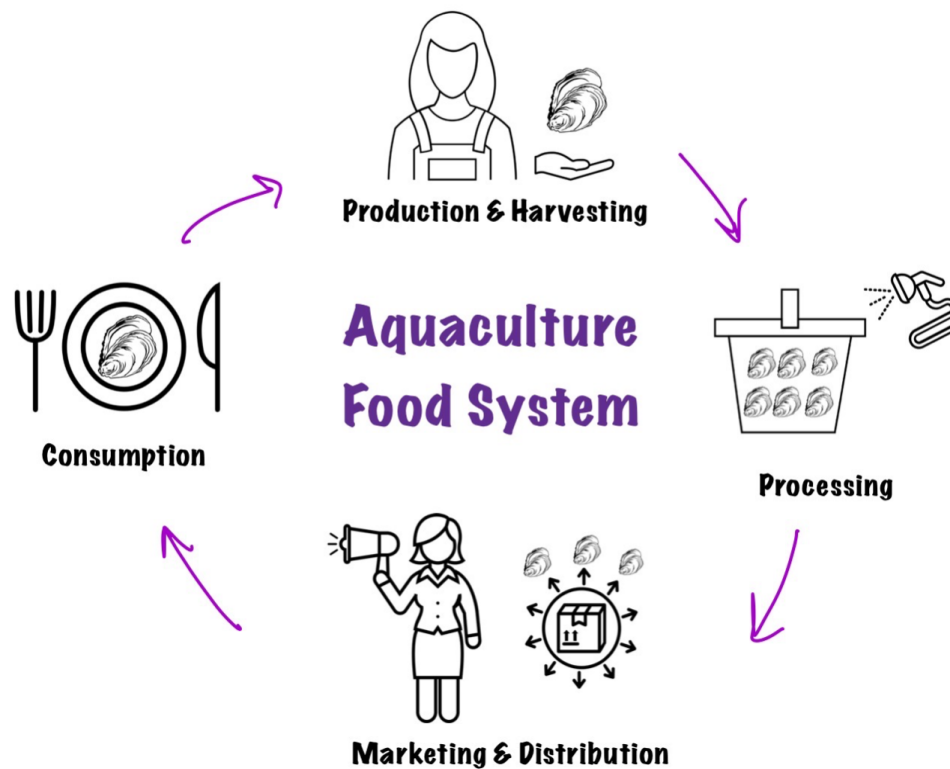 Production & Harvesting
Aquaculture
Food System
Consumption
Processing
Marketing & Distribution